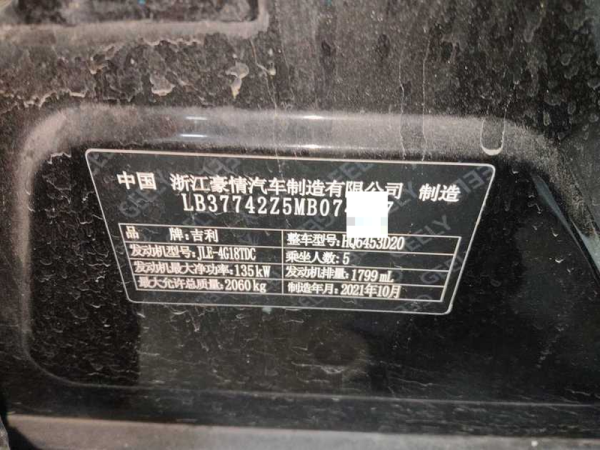 中国 浙江豪情汽车制造有限公司 制造
LB37742Z5MB07
品牌:吉利 整车型号:HQ6453D20
发动机型号:JLE-4G18TDC 乘坐人数:5
发动机最大净功率:135kW 发动机排量:1799mL
最大允许总质量:2060kg 制造年月:2021年10月
GEELY